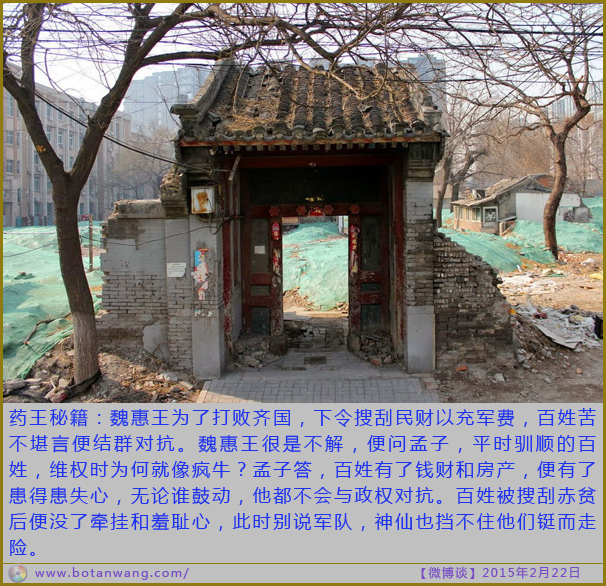 药王秘籍：魏惠王为了打败齐国，下令搜刮民财以充军费，百姓苦
不堪言便结群对抗。魏惠王很是不解，便问孟子，平时驯顺的百
姓，维权时为何就像疯牛？孟子答，百姓有了钱财和房产，便有了
患得患失心，无论谁鼓动，他都不会与政权对抗。百姓被搜刮赤贫
后便没了牵挂和羞耻心，此时别说军队，神仙也挡不住他们铤而走
险。
www.botanwang.com/ 【微博谈】2015年2月22日